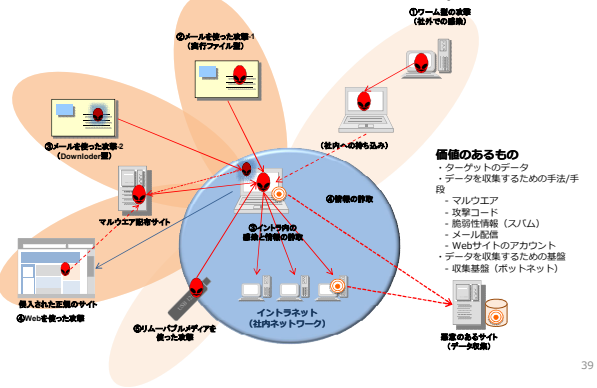 ①ワーム型の攻撃
（社外での感染）
②メールを使った攻撃-1
（実行ファイル型）
③メールを使った攻撃-2
（Downloder型）
（社内への持ち込み）
価値のあるもの
・ターゲットのデータ
・データを収集するための手法/手
段
- マルウエア
- 攻撃コード
- 脆弱性情報（スパム）
- メール配信
- Webサイトのアカウント
・データを収集するための基盤
- 収集基盤（ボットネット）
④情報の詐取
マルウエア配布サイト
③イントラ内の
感染と情報の詐取
侵入された正規のサイト
④Webを使った攻撃
⑤リムーバブルメディアを
使った攻撃
イントラネット
（社内ネットワーク）
悪意のあるサイト
（データ収集）
39